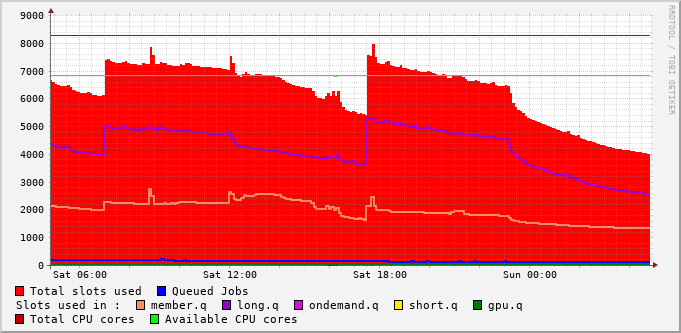 9000
8000
7000
6000
5000
4000
3000
2000
1000
0
Sat 06:00 Sat 12:00 Sat 18:00 Sun 00:00
RRDTOOL / TOBI OETIKER
Total slots used Queued Jobs
Slots used in : member.q long.q ondemand.q short.q gpu.q
Total CPU cores Available CPU cores